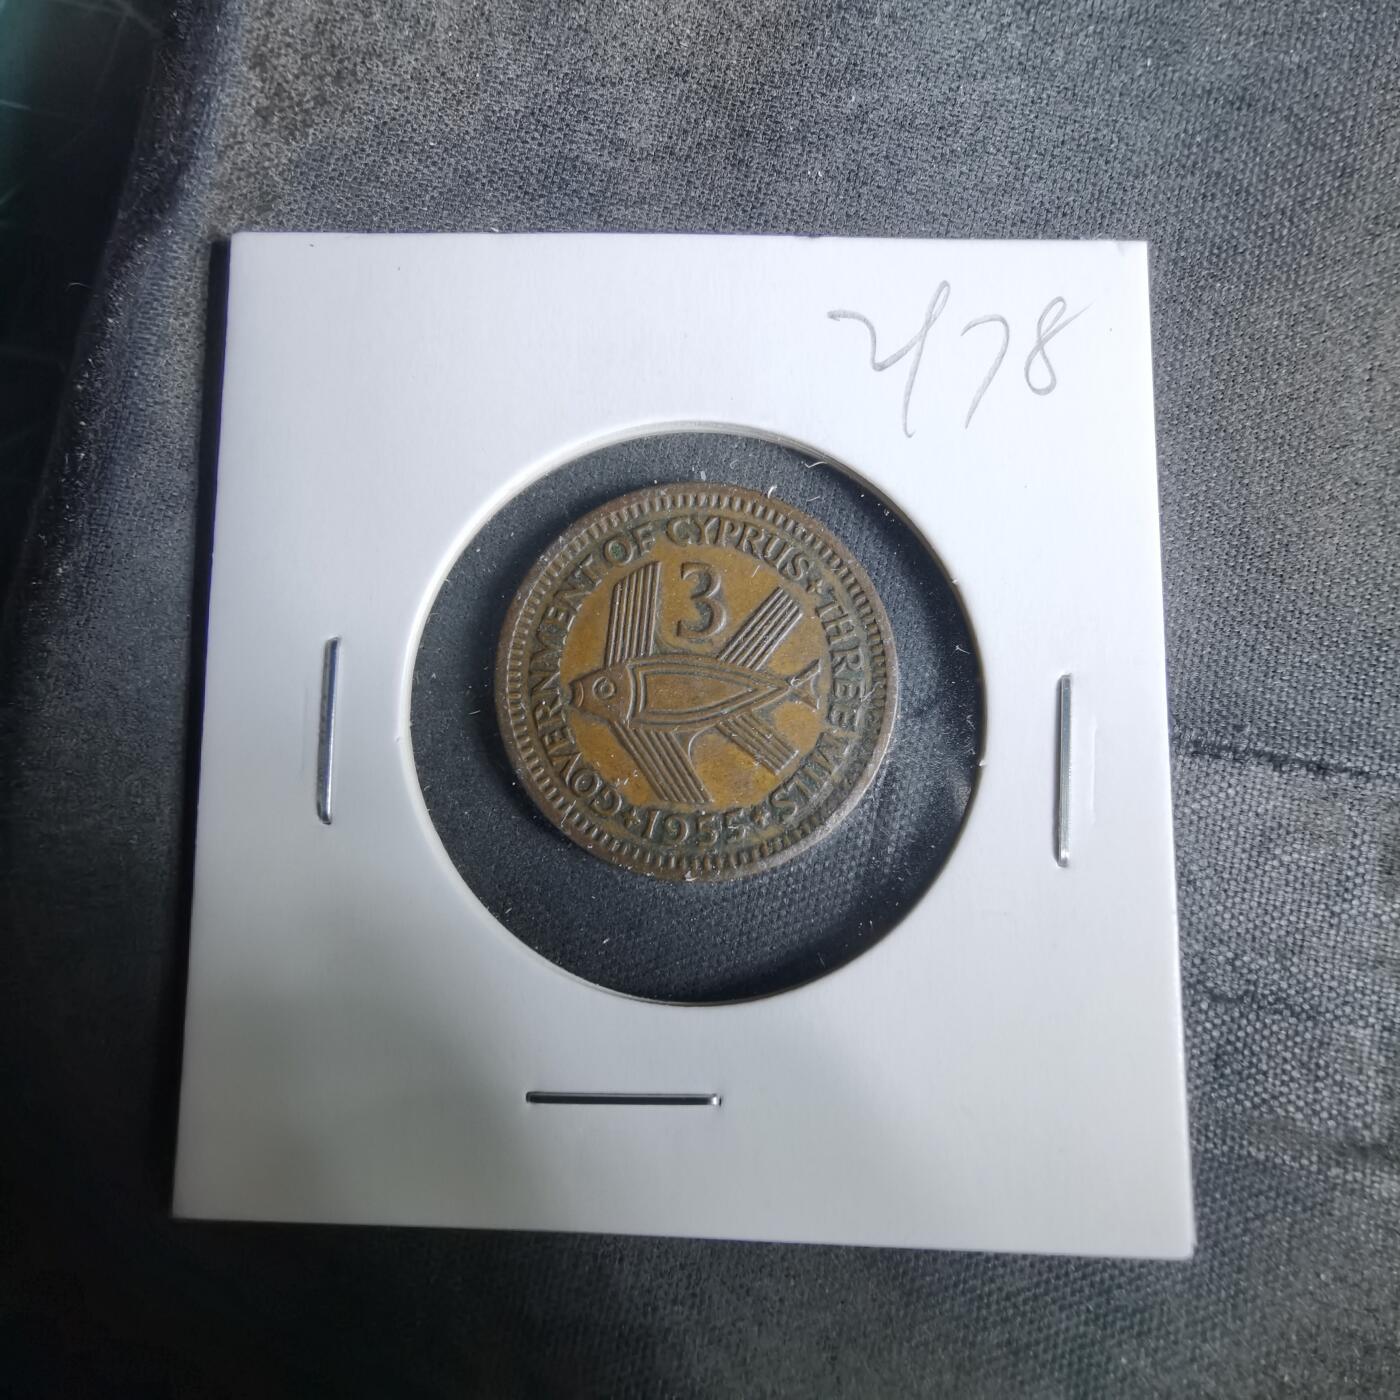 478
GOVERNMENT OF CYPRUS THREE MILS
3
1955